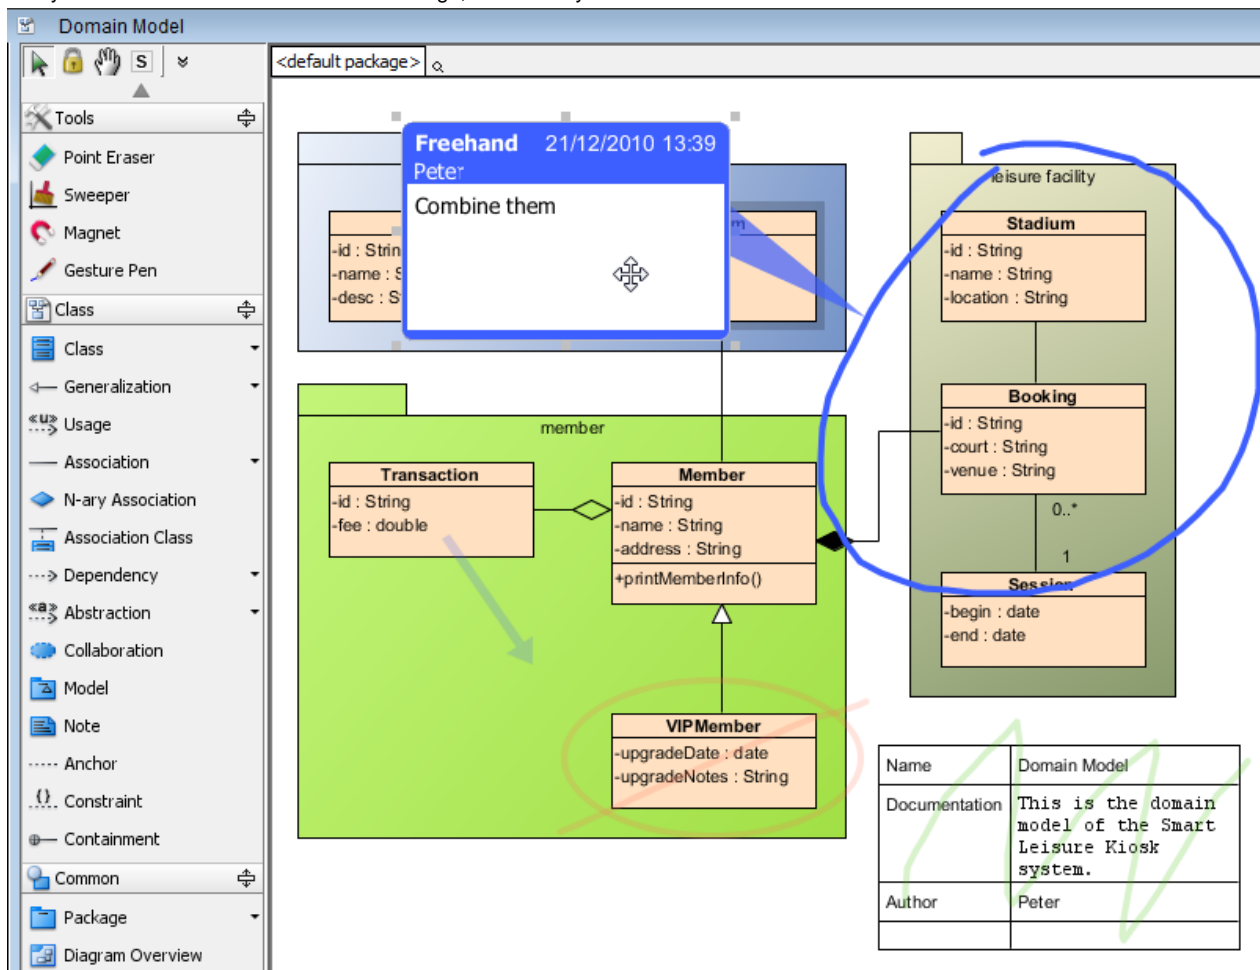 Domain Model
S
<default package>
Tools
Point Eraser
Sweeper
Magnet
Gesture Pen
Class
Class
Generalization
Usage
Association
N-ary Association
Association Class
Dependency
Abstraction
Collaboration
Model
Note
Anchor
Constraint
Containment
Common
Package
Diagram Overview
Freehand 21/12/2010 13:39
Peter
Combine them
-id : Strin
-name : S
-desc : S
leisure facility
Stadium
-id : String
-name : String
-location : String
Booking
-id : String
-court : String
-venue : String
0..*
1
Session
-begin : date
-end : date
member
Transaction
-id : String
-fee : double
Member
-id : String
-name : String
-address : String
+printMemberInfo()
VIPMember
-upgradeDate : date
-upgradeNotes : String
Name Domain Model
Documentation This is the domain
model of the Smart
Leisure Kiosk
system.
Author Peter